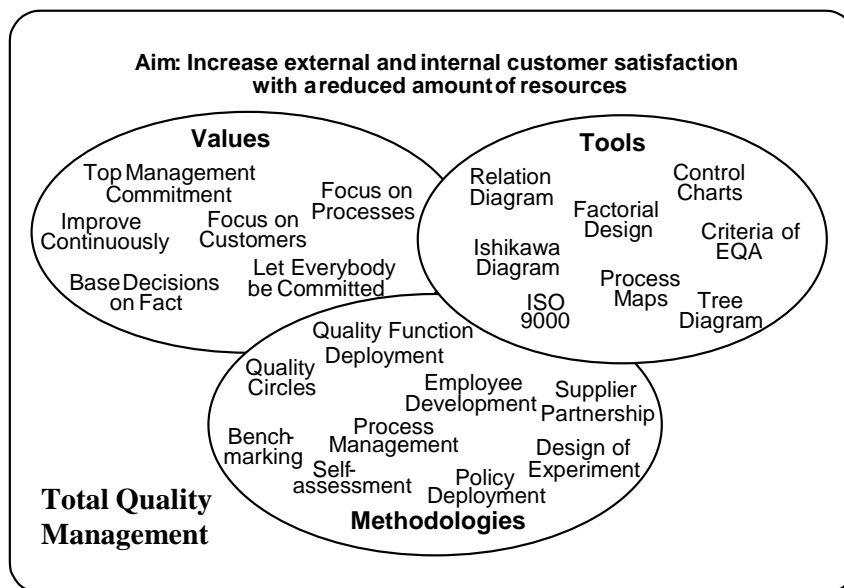 Aim: Increase external and internal customer satisfaction
with a reduced amount of resources
Values
Top Management
Commitment
Focus on
Processes
Improve
Continuously
Focus on
Customers
Base Decisions
on Fact
Let Everybody
be Committed
Tools
Relation
Diagram
Control
Charts
Factorial
Design
Criteria of
EQA
Ishikawa
Diagram
Process
Maps
ISO
9000
Tree
Diagram
Quality Function
Deployment
Quality
Circles
Employee
Development
Supplier
Partnership
Bench-
marking
Process
Management
Design of
Experiment
Self-
assessment
Policy
Deployment
Methodologies
Total Quality
Management